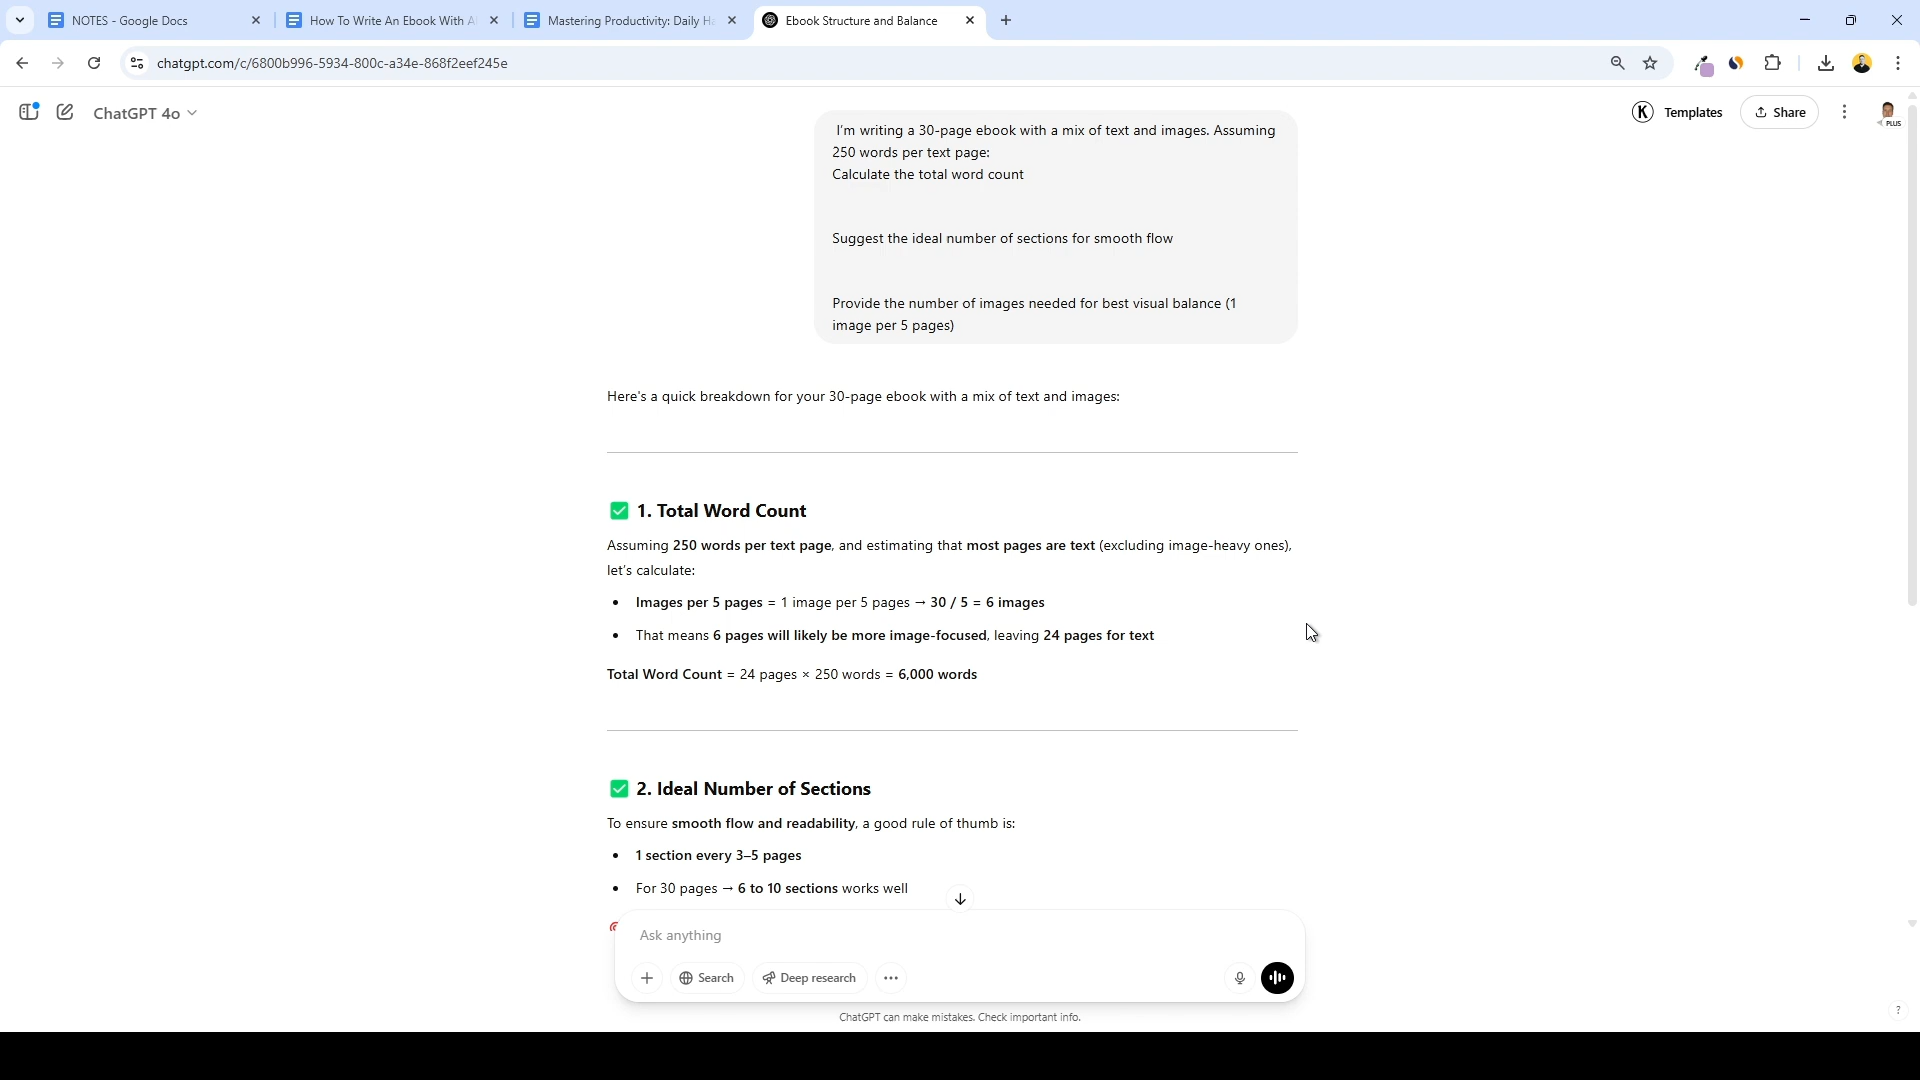 NOTES - Google Docs
How To Write An Ebook With A
Mastering Productivity: Daily Ha
Ebook Structure and Balance
chatgpt.com/c/6800b996-5934-800c-a34e-868f2eef245e
ChatGPT 4o
K Templates
Share
PLUS
I'm writing a 30-page ebook with a mix of text and images. Assuming
250 words per text page:
Calculate the total word count
Suggest the ideal number of sections for smooth flow
Provide the number of images needed for best visual balance (1
image per 5 pages)
Here's a quick breakdown for your 30-page ebook with a mix of text and images:
1. Total Word Count
Assuming 250 words per text page, and estimating that most pages are text (excluding image-heavy ones),
let's calculate:
• Images per 5 pages = 1 image per 5 pages → 30 / 5 = 6 images
• That means 6 pages will likely be more image-focused, leaving 24 pages for text
Total Word Count = 24 pages × 250 words = 6,000 words
2. Ideal Number of Sections
To ensure smooth flow and readability, a good rule of thumb is:
• 1 section every 3–5 pages
• For 30 pages → 6 to 10 sections works well
Ask anything
Search
Deep research
ChatGPT can make mistakes. Check important info.
?